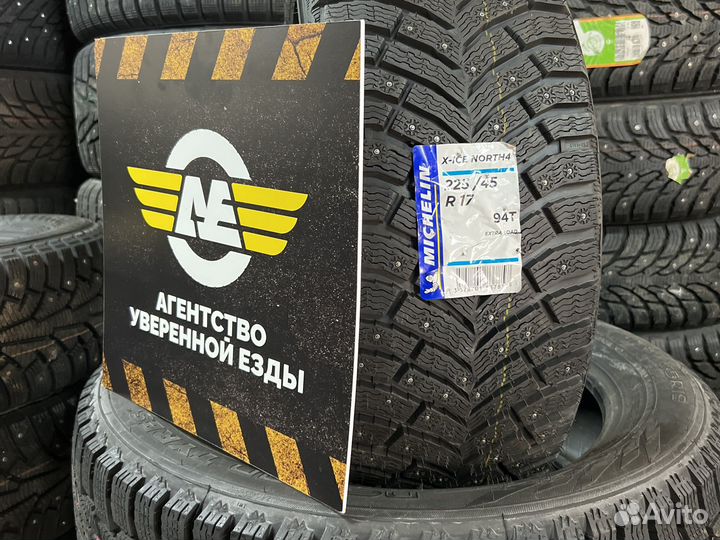 АГЕНТСТВО
УВЕРЕННОЙ ЕЗДЫ
MICHELIN
X-ICE NORTH4
225/45
R 17
94T
EXTRA LOAD
Avito